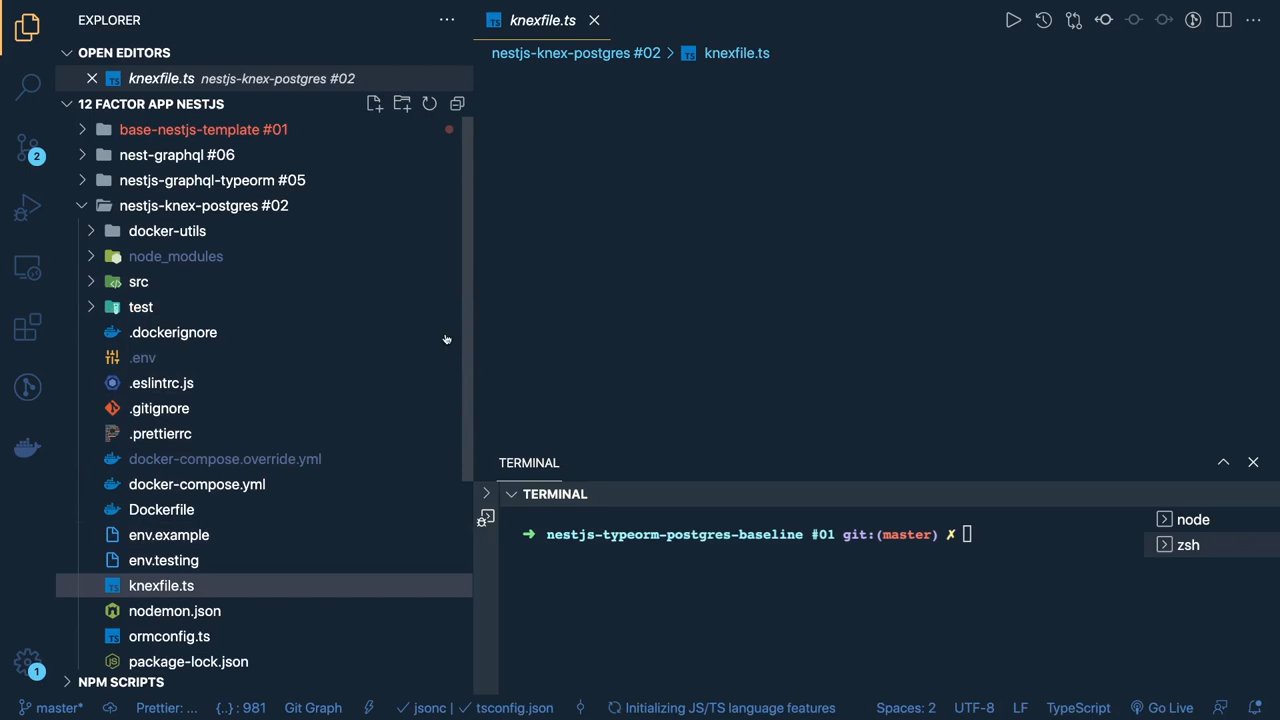 EXPLORER
OPEN EDITORS
knexfile.ts nestjs-knex-postgres #02
12 FACTOR APP NESTJS
base-nestjs-template #01
nest-graphql #06
nestjs-graphql-typeorm #05
nestjs-knex-postgres #02
docker-utils
node_modules
src
test
.dockerignore
.env
.eslintrc.js
.gitignore
.prettierrc
docker-compose.override.yml
docker-compose.yml
Dockerfile
env.example
env.testing
knexfile.ts
nodemon.json
ormconfig.ts
package-lock.json
NPM SCRIPTS
2
1
TS knexfile.ts
nestjs-knex-postgres #02 > TS knexfile.ts
TERMINAL
TERMINAL
nestjs-typeorm-postgres-baseline #01 git:(master) ✗
node
zsh
master* Prettier: ... {..} : 981 Git Graph jsonc | tsconfig.json Initializing JS/TS language features Spaces: 2 UTF-8 LF TypeScript Go Live